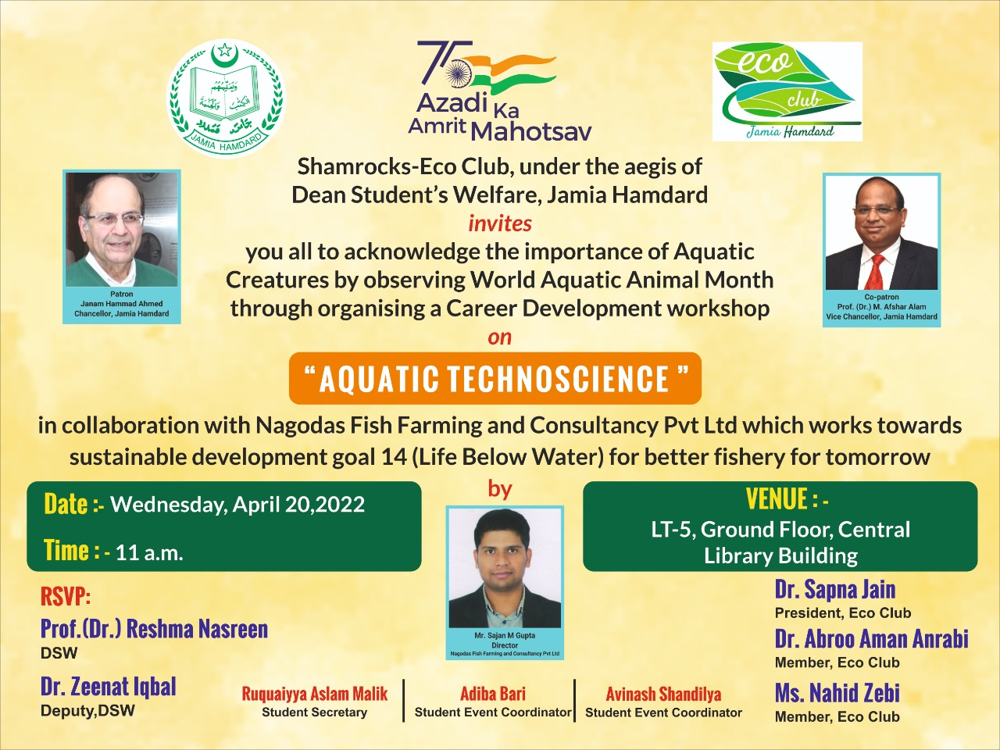 وَيُعَلِّمُهُمُ
الْكِتٰبَ
وَالْحِكْمَةَ
JAMIA HAMDARD
75
Azadi Ka
Amrit Mahotsav
eco
club
Jamia Hamdard
Shamrocks-Eco Club, under the aegis of
Dean Student's Welfare, Jamia Hamdard
invites
you all to acknowledge the importance of Aquatic
Creatures by observing World Aquatic Animal Month
through organising a Career Development workshop
on
Patron
Janam Hammad Ahmed
Chancellor, Jamia Hamdard
Co-patron
Prof. (Dr.) M. Afshar Alam
Vice Chancellor, Jamia Hamdard
“ AQUATIC TECHNOSCIENCE ”
in collaboration with Nagodas Fish Farming and Consultancy Pvt Ltd which works towards
sustainable development goal 14 (Life Below Water) for better fishery for tomorrow
by
Date :- Wednesday, April 20,2022
Time : - 11 a.m.
VENUE : -
LT-5, Ground Floor, Central
Library Building
Mr. Sajan M Gupta
Director
Nagodas Fish Farming and Consultancy Pvt Ltd
RSVP:
Prof.(Dr.) Reshma Nasreen
DSW
Dr. Zeenat Iqbal
Deputy,DSW
Ruquaiyya Aslam Malik
Student Secretary
Adiba Bari
Student Event Coordinator
Avinash Shandilya
Student Event Coordinator
Dr. Sapna Jain
President, Eco Club
Dr. Abroo Aman Anrabi
Member, Eco Club
Ms. Nahid Zebi
Member, Eco Club